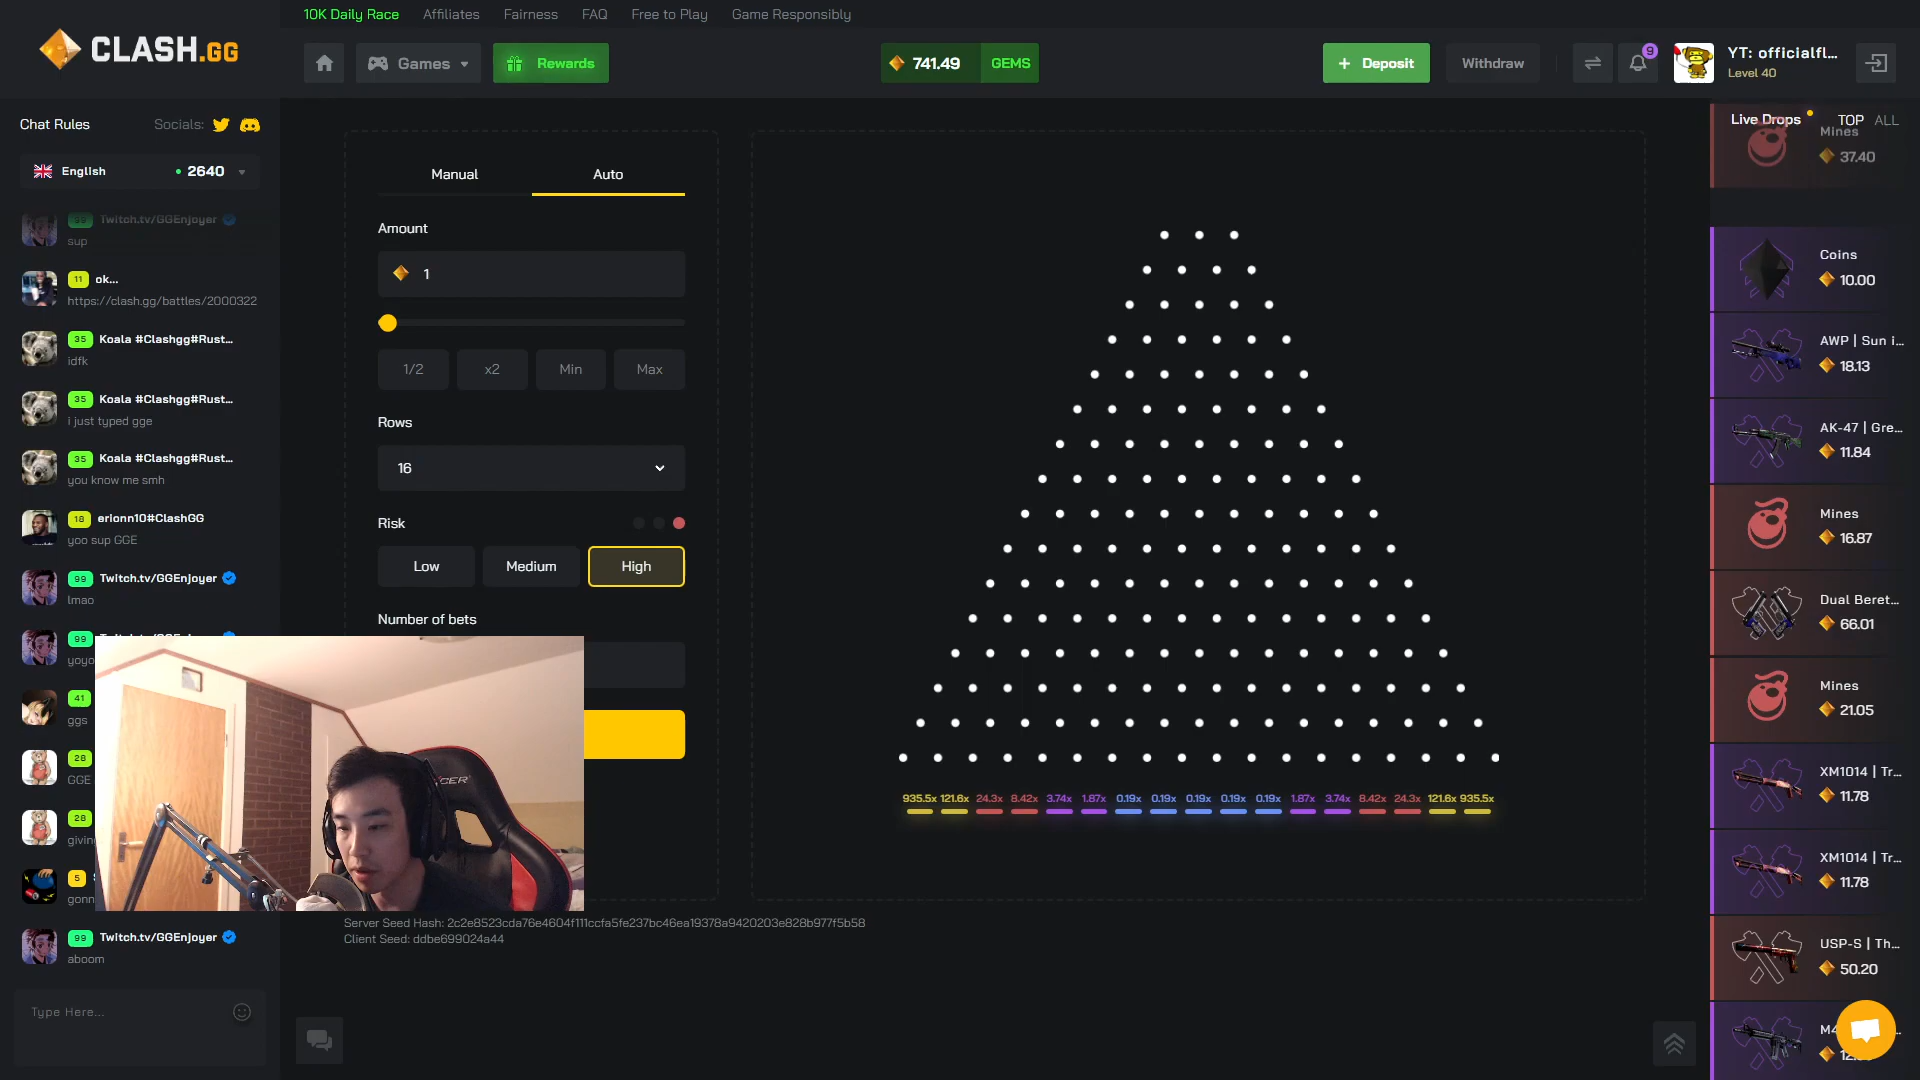 10K Daily Race Affiliates Fairness FAQ Free to Play Game Responsibly
CLASH.GG
Games
Rewards
741.49 GEMS
+ Deposit
Withdraw
9
YT: officialfl...
Level 40
Chat Rules
Socials:
English
2640
99 Twitch.tv/GGEnjoyer
sup
11 ok...
https://clash.gg/battles/2000322
35 Koala #Clashgg#Rust...
idfk
35 Koala #Clashgg#Rust...
i just typed gge
35 Koala #Clashgg#Rust...
you know me smh
18 erionn10#ClashGG
yoo sup GGE
99 Twitch.tv/GGEnjoyer
lmao
99
yoyo
41
ggs
28
GGE
28
givin
5
gonn
99 Twitch.tv/GGEnjoyer
aboom
Type Here...
Manual Auto
Amount
1
1/2 x2 Min Max
Rows
16
Risk
Low Medium High
Number of bets
935.5x 121.6x 24.3x 8.42x 3.74x 1.87x 0.19x 0.19x 0.19x 0.19x 0.19x 1.87x 3.74x 8.42x 24.3x 121.6x 935.5x
Server Seed Hash: 2c2e8523cda76e4604f111ccfa5fe237bc46ea19378a9420203e828b977f5b58
Client Seed: ddbe699024a44
Live Drops TOP ALL
Mines
37.40
Coins
10.00
AWP | Sun i...
18.13
AK-47 | Gre...
11.84
Mines
16.87
Dual Beret...
66.01
Mines
21.05
XM1014 | Tr...
11.78
XM1014 | Tr...
11.78
USP-S | Th...
50.20